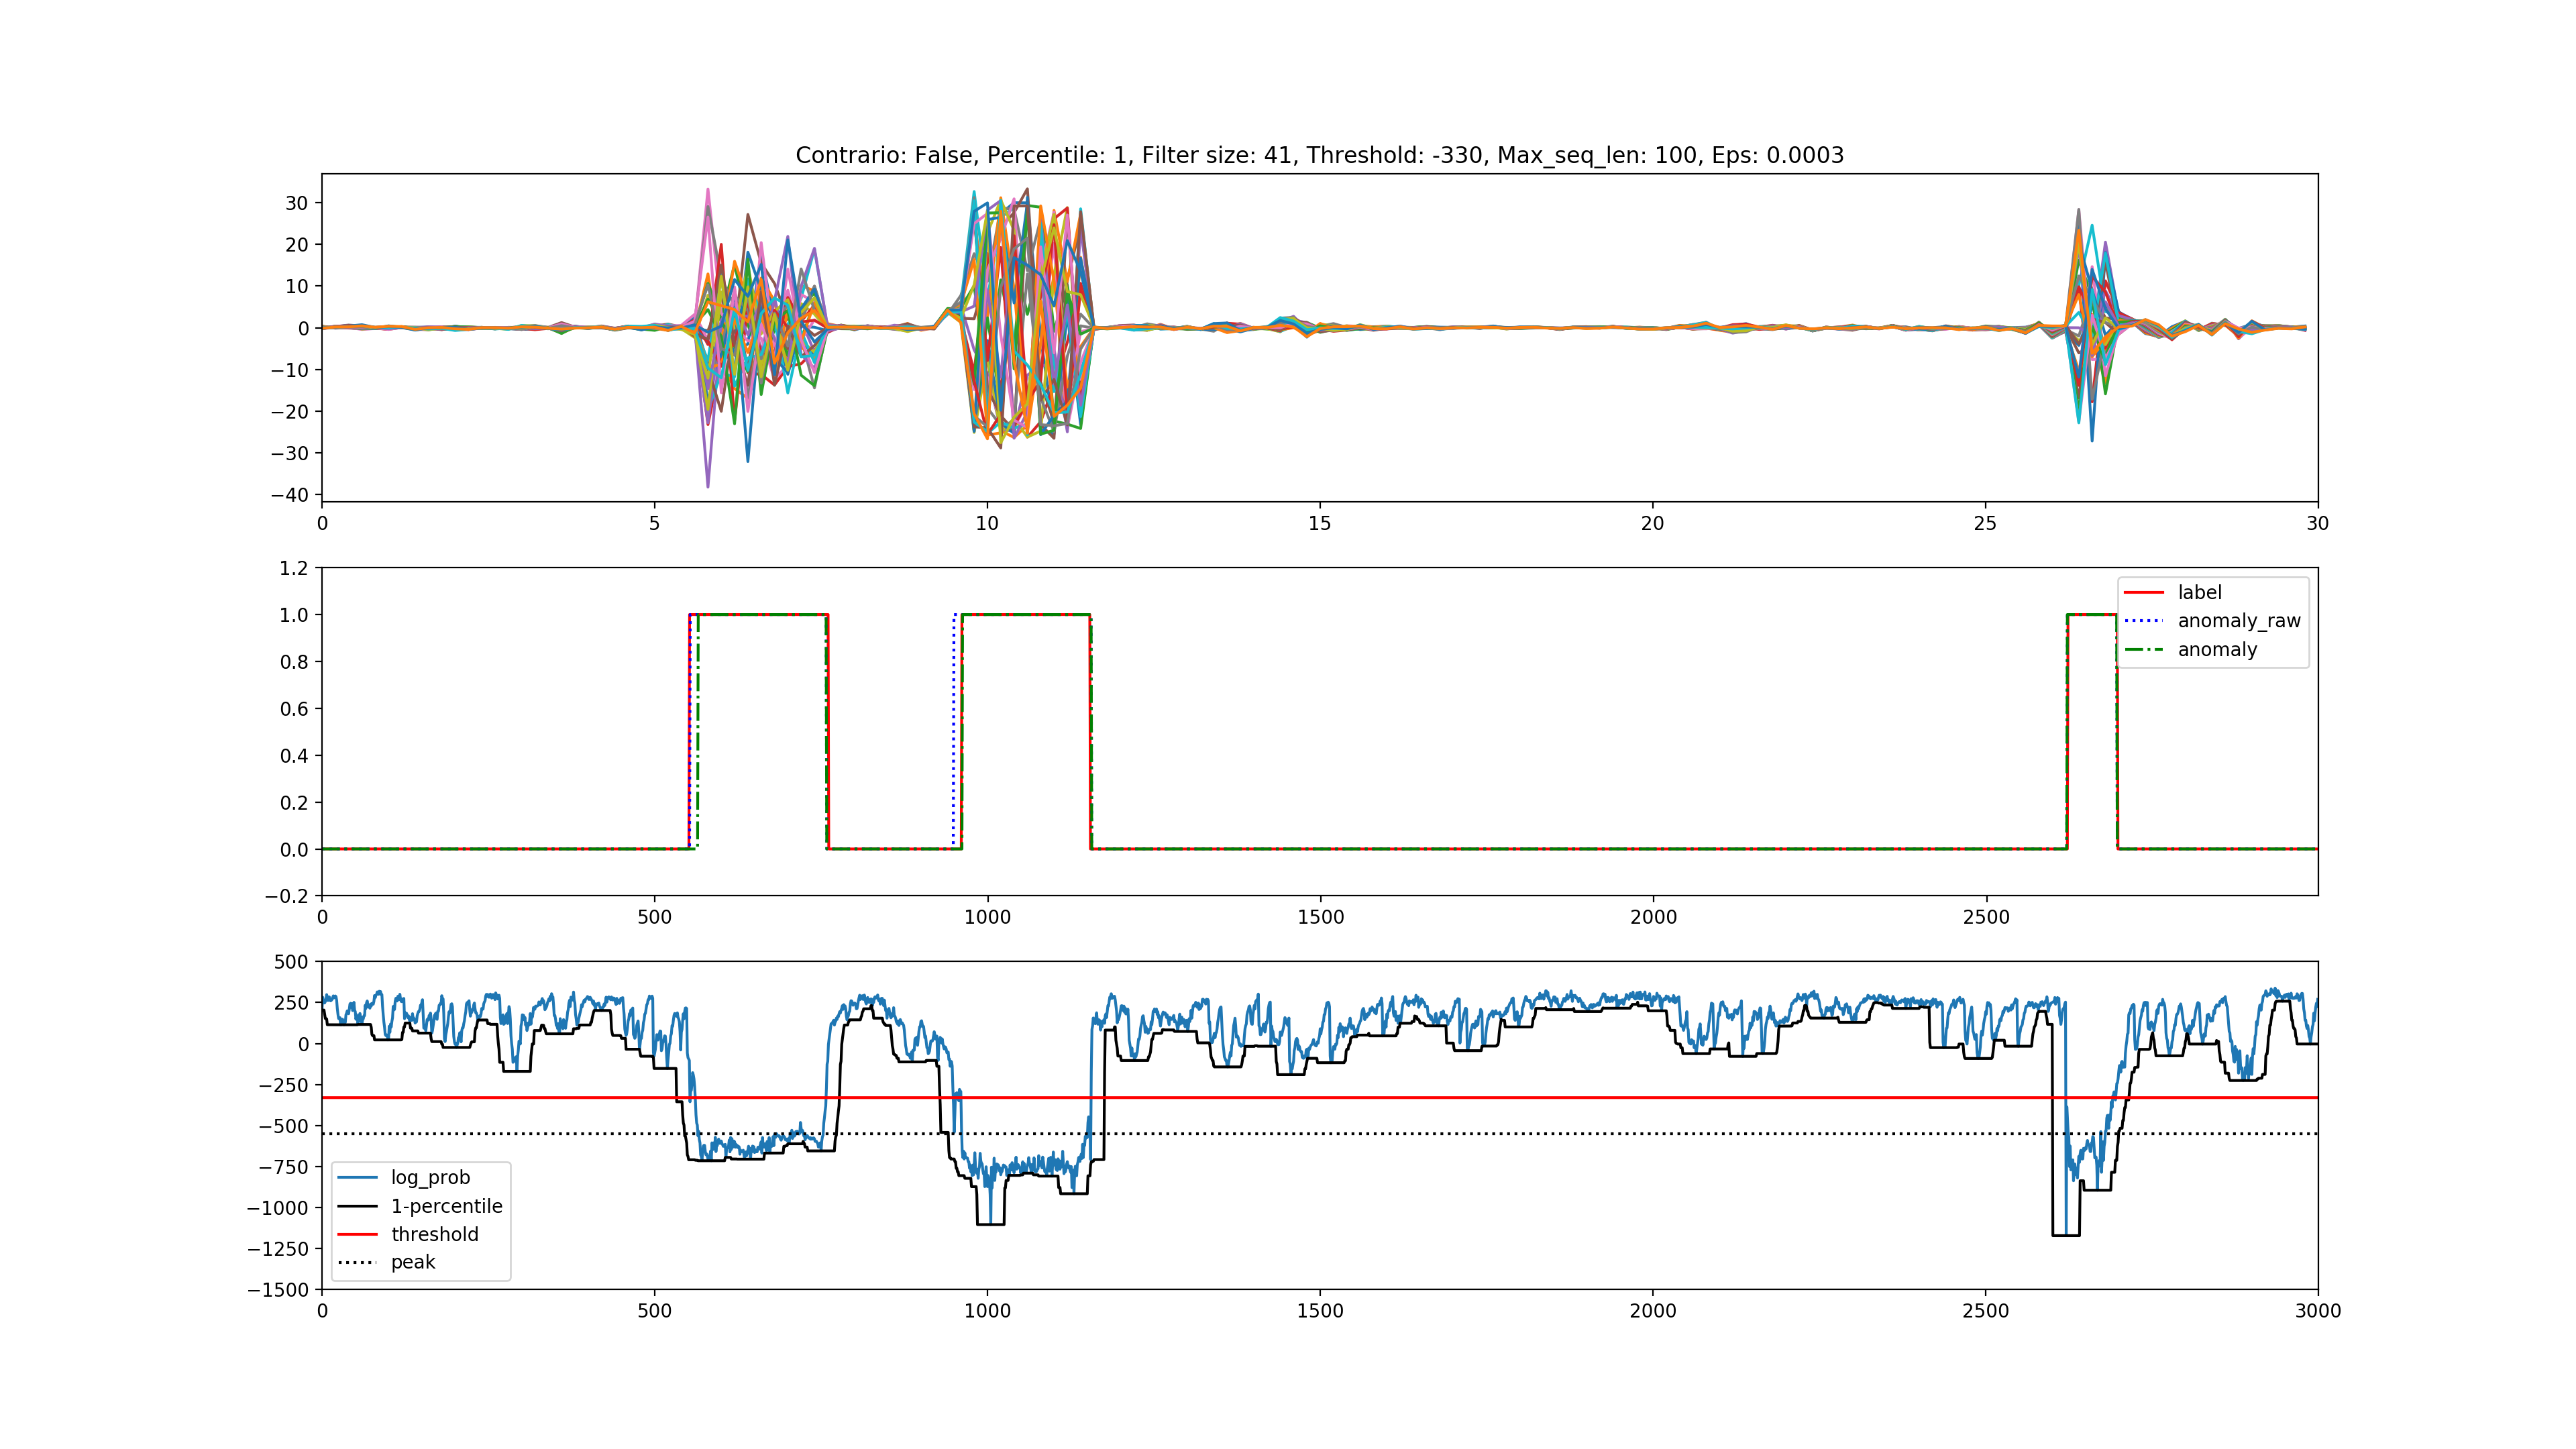 Contrario: False, Percentile: 1, Filter size: 41, Threshold: -330, Max_seq_len: 100, Eps: 0.0003
30
20
10
0
−10
−20
−30
−40
0 5 10 15 20 25 30
1.2
1.0
0.8
0.6
0.4
0.2
0.0
−0.2
label
anomaly_raw
anomaly
0 500 1000 1500 2000 2500
500
250
0
−250
−500
−750
−1000
−1250
−1500
log_prob
1-percentile
threshold
peak
0 500 1000 1500 2000 2500 3000